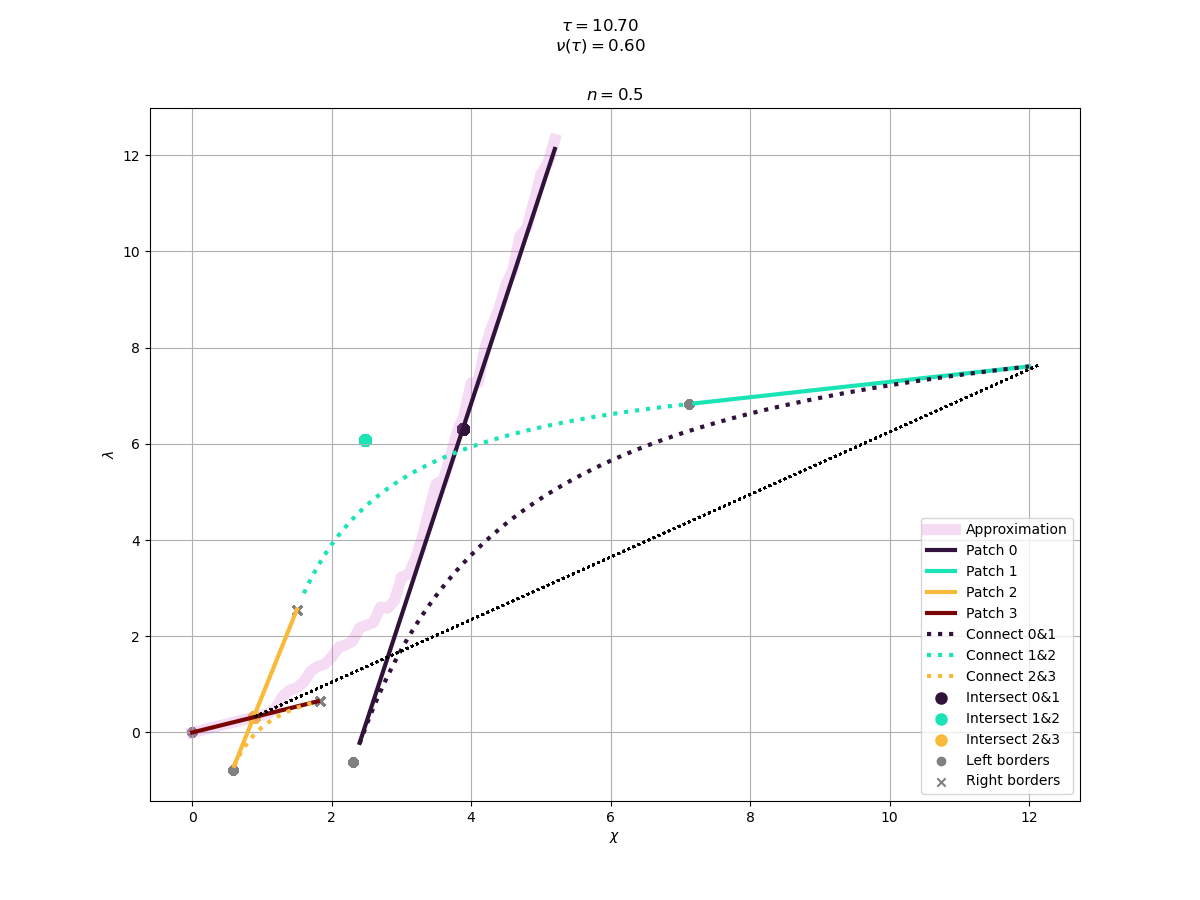 τ = 10.70
ν(τ) = 0.60
n = 0.5
12
10
8
6
4
2
0
λ
0 2 4 6 8 10 12
χ
Approximation
Patch 0
Patch 1
Patch 2
Patch 3
Connect 0&1
Connect 1&2
Connect 2&3
Intersect 0&1
Intersect 1&2
Intersect 2&3
Left borders
Right borders